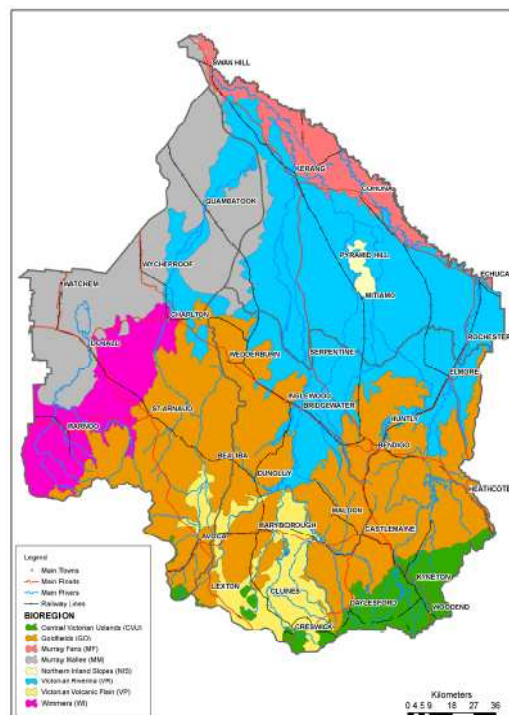 SWAN HILL
KERANG
COHUNA
QUAMBATOOK
PYRAMID HILL
ECHUCA
WYCHEPROOF
WATCHEM
MITIAMO
CHARLTON
ROCHESTER
DONALD
WEDDERBURN
SERPENTINE
ELMORE
INGLEWOOD
BRIDGEWATER
ST ARNAUD
HUNTLY
MARNOO
BENDIGO
BEALIBA
DUNOLLY
HEATHCOTE
MALDON
MARYBOROUGH
CASTLEMAINE
AVOCA
KYNETON
LEXTON
CLUNES
DAYLESFORD
WOODEND
CRESWICK
Legend
Main Towns
Main Roads
Main Rivers
Railway Lines
BIOREGION
Central Victorian Uplands (CVU)
Goldfields (GO)
Murray Fans (MF)
Murray Mallee (MM)
Northern Inland Slopes (NIS)
Victorian Riverina (VR)
Victorian Volcanic Plain (VP)
Wimmera (WI)
Kilometers
0 4.5 9 18 27 36